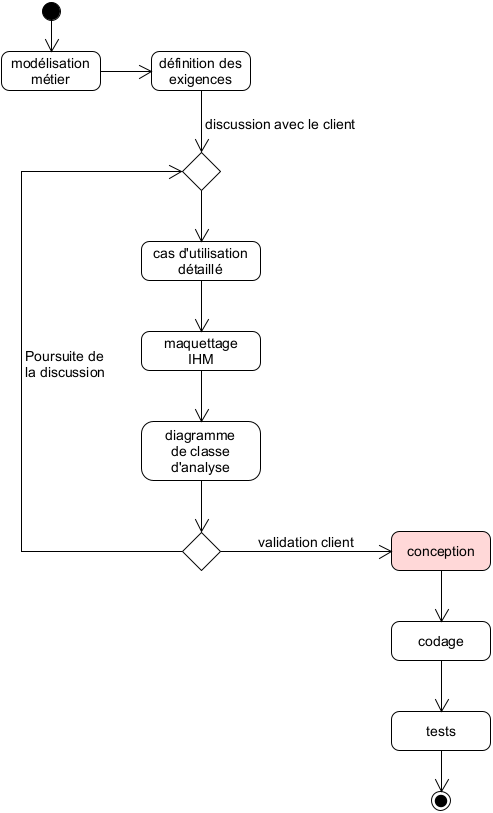 modélisation
métier
définition des
exigences
discussion avec le client
cas d'utilisation
détaillé
maquettage
IHM
Poursuite de
la discussion
diagramme
de classe
d'analyse
validation client
conception
codage
tests